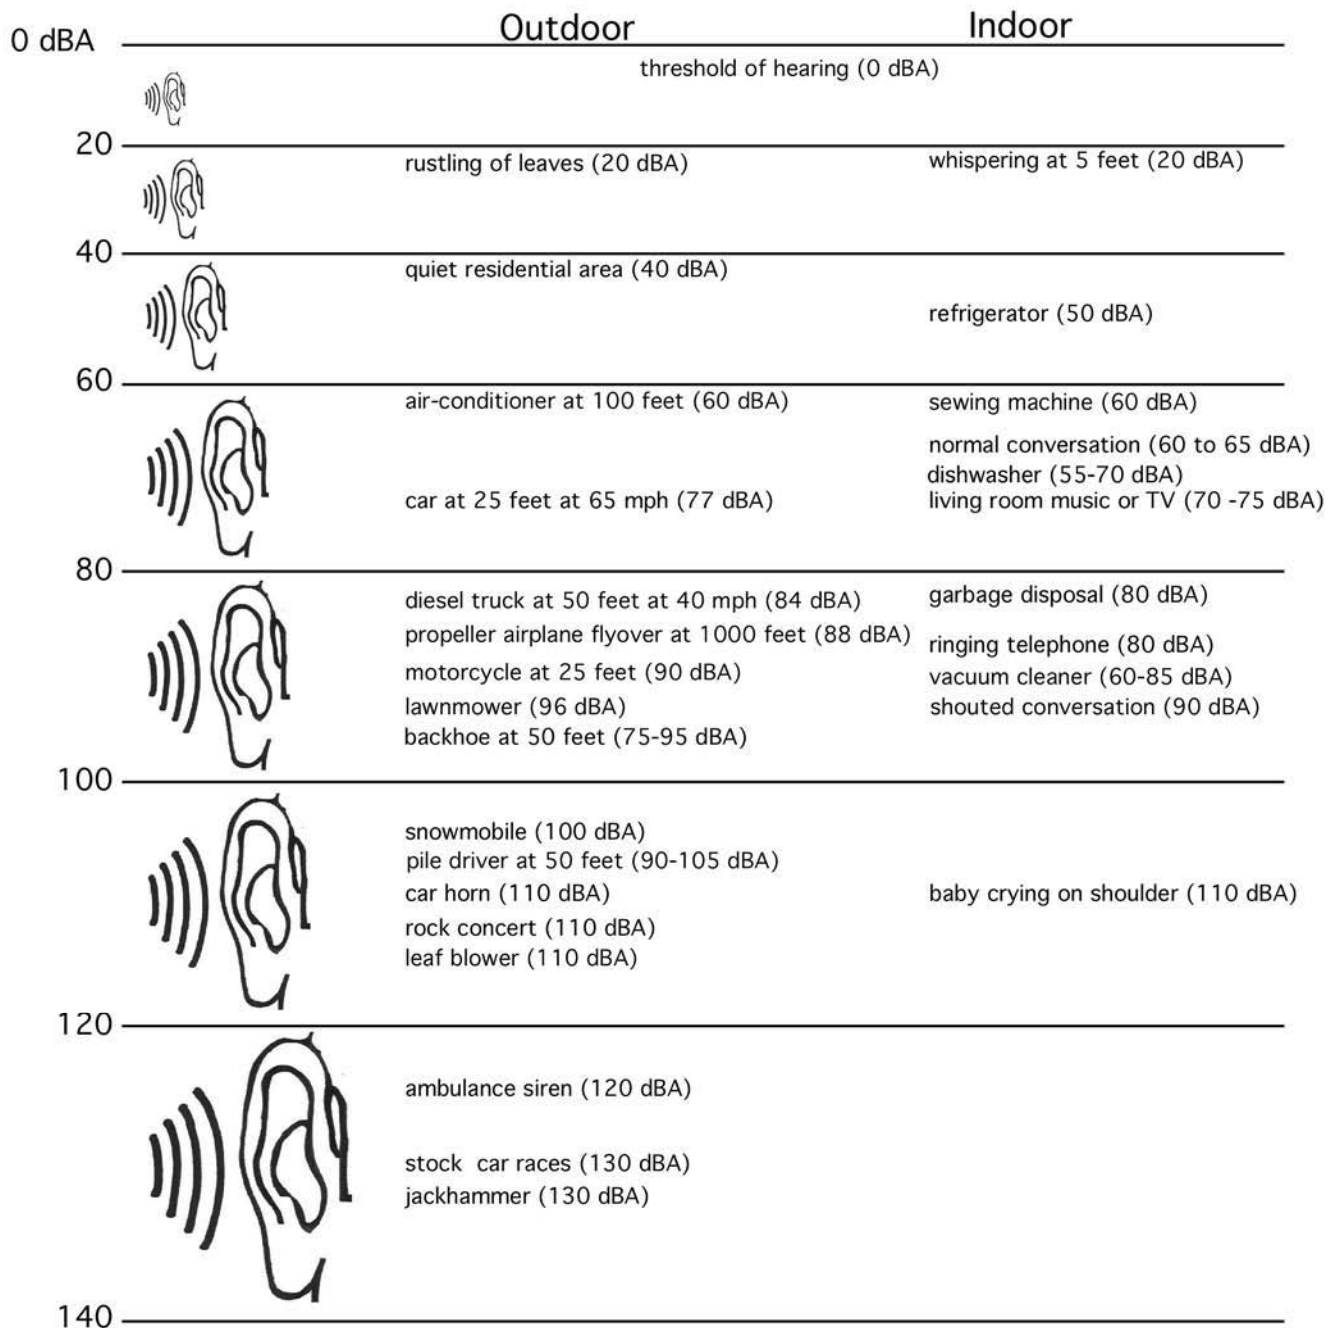 Outdoor Indoor
0 dBA
threshold of hearing (0 dBA)
20
rustling of leaves (20 dBA) whispering at 5 feet (20 dBA)
40
quiet residential area (40 dBA)
refrigerator (50 dBA)
60
air-conditioner at 100 feet (60 dBA) sewing machine (60 dBA)
normal conversation (60 to 65 dBA)
dishwasher (55-70 dBA)
car at 25 feet at 65 mph (77 dBA) living room music or TV (70 -75 dBA)
80
diesel truck at 50 feet at 40 mph (84 dBA) garbage disposal (80 dBA)
propeller airplane flyover at 1000 feet (88 dBA) ringing telephone (80 dBA)
motorcycle at 25 feet (90 dBA) vacuum cleaner (60-85 dBA)
lawnmower (96 dBA) shouted conversation (90 dBA)
backhoe at 50 feet (75-95 dBA)
100
snowmobile (100 dBA)
pile driver at 50 feet (90-105 dBA)
car horn (110 dBA) baby crying on shoulder (110 dBA)
rock concert (110 dBA)
leaf blower (110 dBA)
120
ambulance siren (120 dBA)
stock car races (130 dBA)
jackhammer (130 dBA)
140